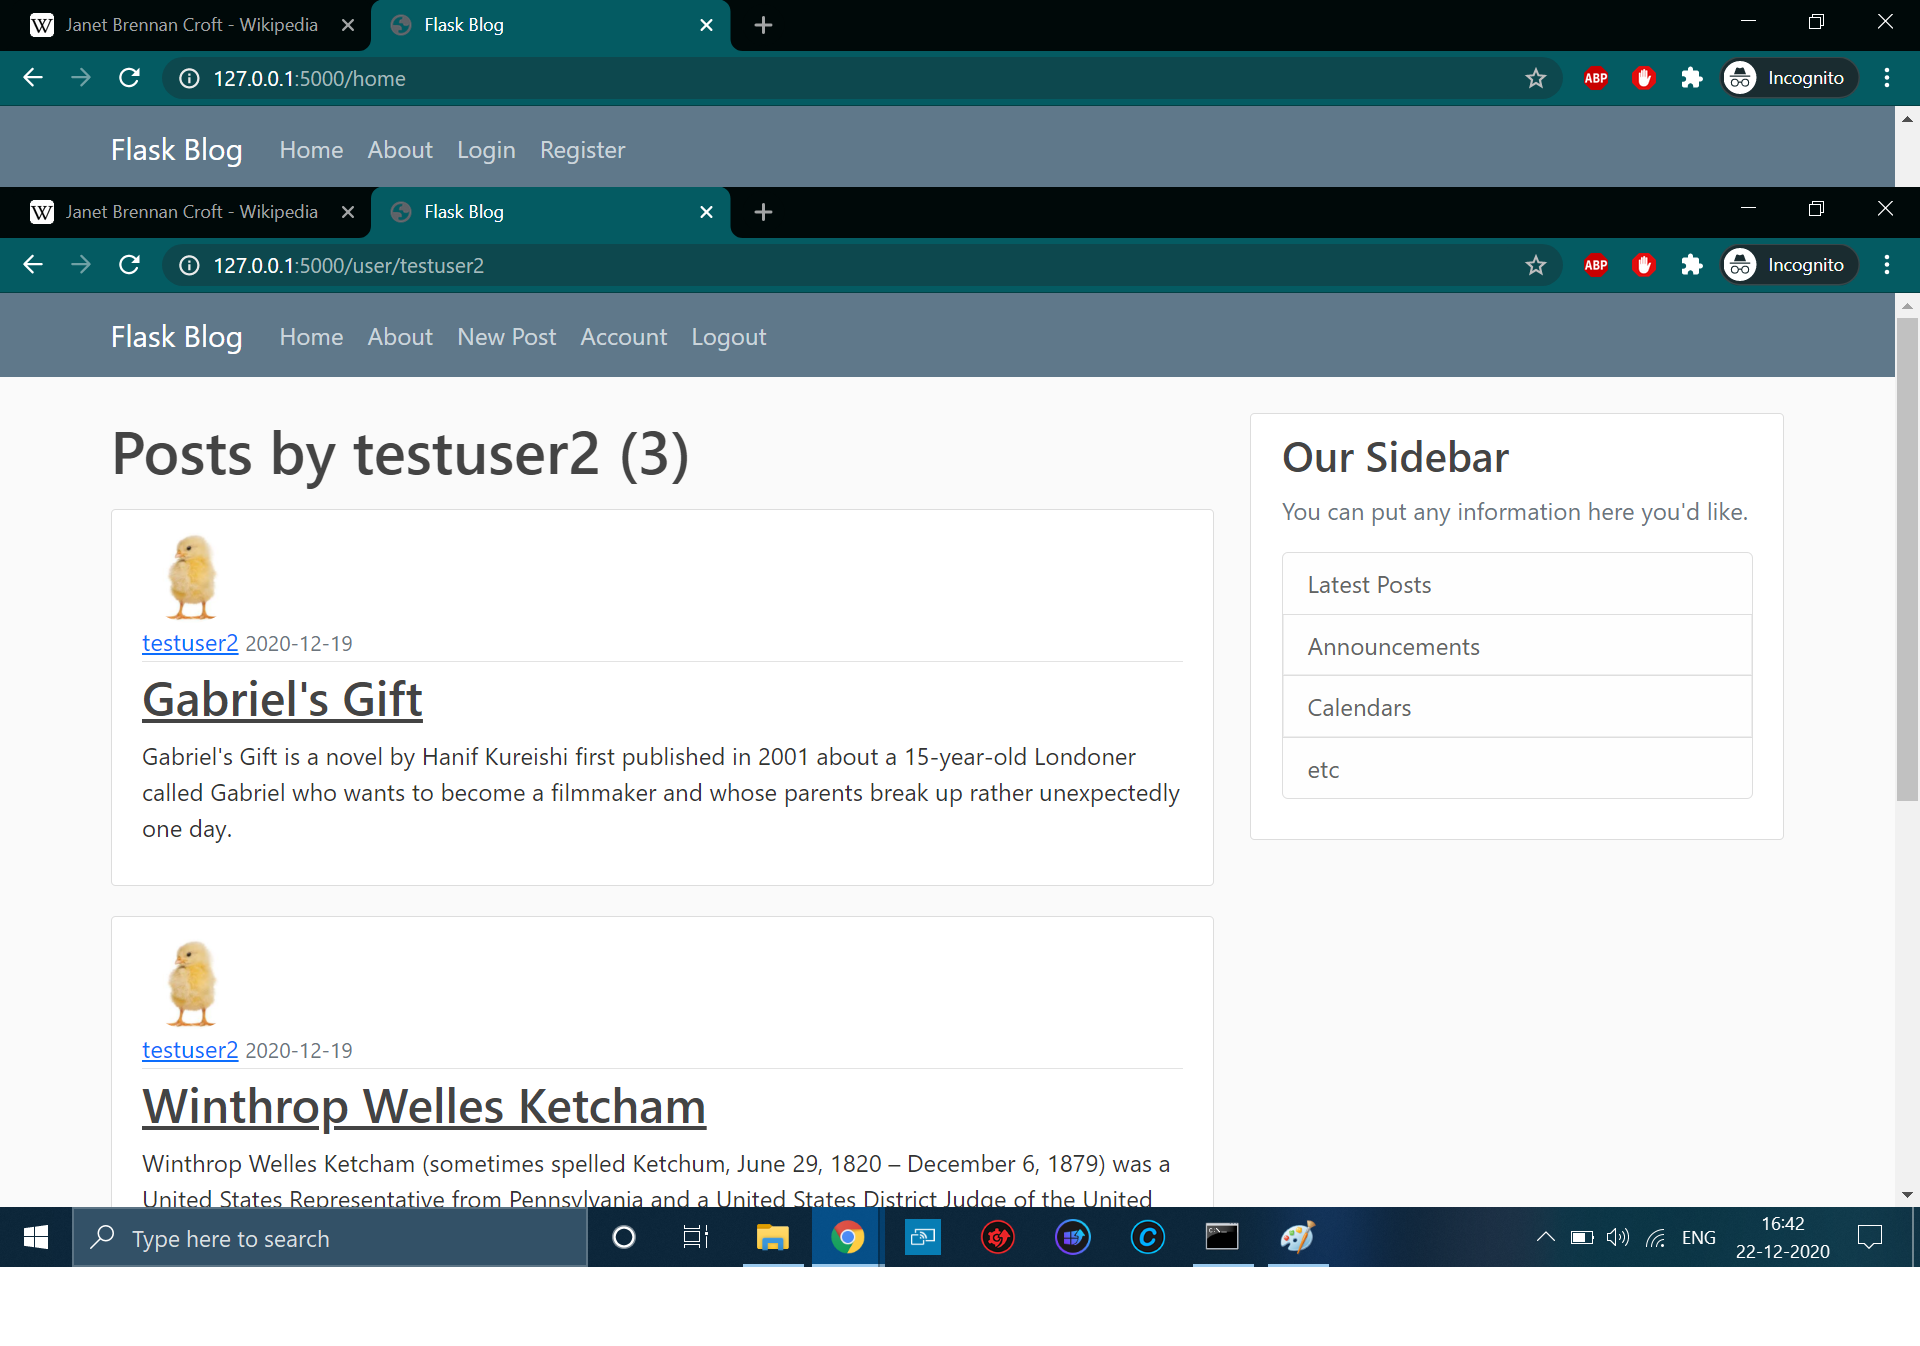 Janet Brennan Croft - Wikipedia
Flask Blog
127.0.0.1:5000/home
ABP
Incognito
Flask Blog Home About Login Register
Janet Brennan Croft - Wikipedia
Flask Blog
127.0.0.1:5000/user/testuser2
ABP
Incognito
Flask Blog Home About New Post Account Logout
Posts by testuser2 (3)
testuser2 2020-12-19
Gabriel's Gift
Gabriel's Gift is a novel by Hanif Kureishi first published in 2001 about a 15-year-old Londoner
called Gabriel who wants to become a filmmaker and whose parents break up rather unexpectedly
one day.
testuser2 2020-12-19
Winthrop Welles Ketcham
Winthrop Welles Ketcham (sometimes spelled Ketchum, June 29, 1820 – December 6, 1879) was a
United States Representative from Pennsylvania and a United States District Judge of the United
Our Sidebar
You can put any information here you'd like.
Latest Posts
Announcements
Calendars
etc
Type here to search
ENG
16:42
22-12-2020